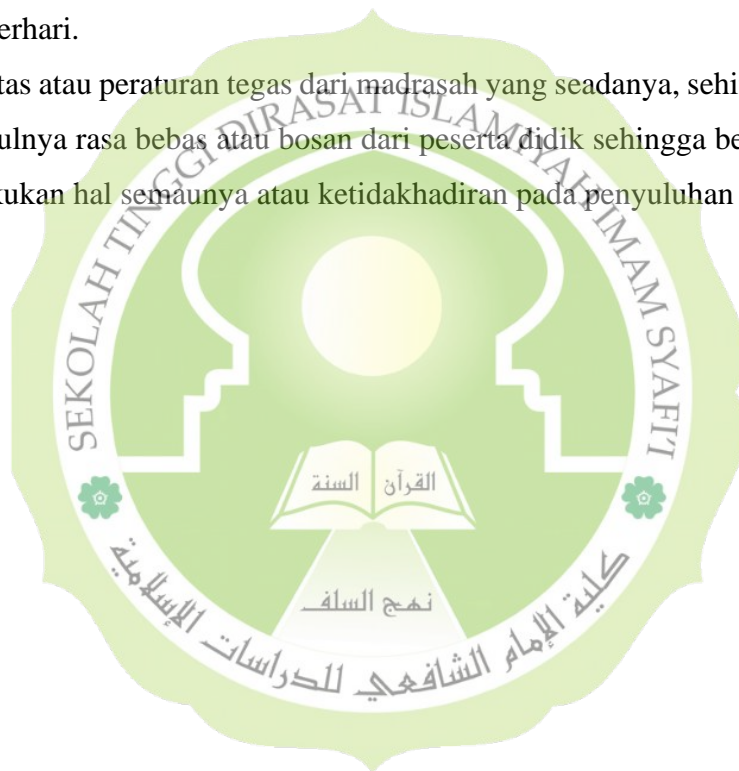 erhari.
tas atau peraturan tegas dari madrasah yang seadanya, sehi
ulnya rasa bebas atau bosan dari peserta didik sehingga be
kukan hal semaunya atau ketidakhadiran pada penyuluhan
SEKOLAH TINGGI DIRASAT ISLAMIYAH IMAM SYAFI'I
القرآن
السنة
نهج السلف
كلية الإمام الشافعي للدراسات الإسلامية